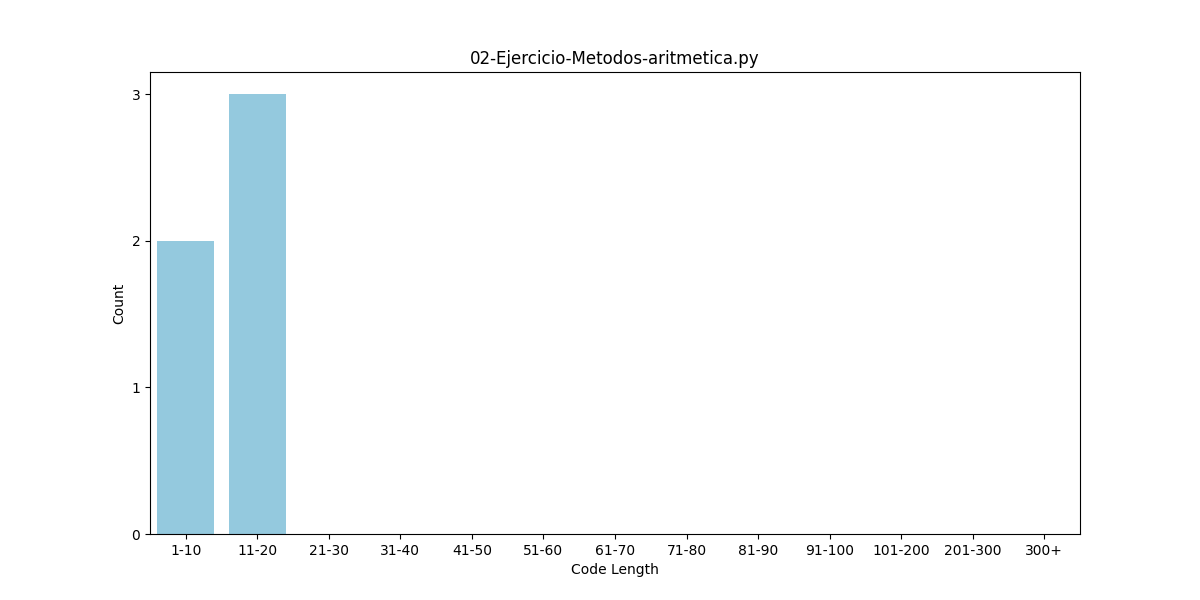 02-Ejercicio-Metodos-aritmetica.py
3
2
1
0
Count
1-10 11-20 21-30 31-40 41-50 51-60 61-70 71-80 81-90 91-100 101-200 201-300 300+
Code Length